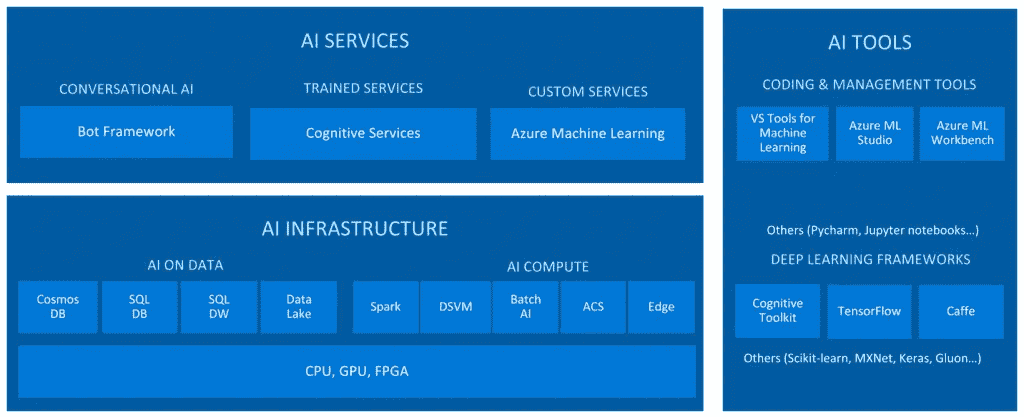 AI SERVICES
CONVERSATIONAL AI
Bot Framework
TRAINED SERVICES
Cognitive Services
CUSTOM SERVICES
Azure Machine Learning
AI INFRASTRUCTURE
AI ON DATA
Cosmos
DB
SQL
DB
SQL
DW
Data
Lake
AI COMPUTE
Spark
DSVM
Batch
AI
ACS
Edge
CPU, GPU, FPGA
AI TOOLS
CODING & MANAGEMENT TOOLS
VS Tools for
Machine
Learning
Azure ML
Studio
Azure ML
Workbench
Others (Pycharm, Jupyter notebooks…)
DEEP LEARNING FRAMEWORKS
Cognitive
Toolkit
TensorFlow
Caffe
Others (Scikit-learn, MXNet, Keras, Gluon…)